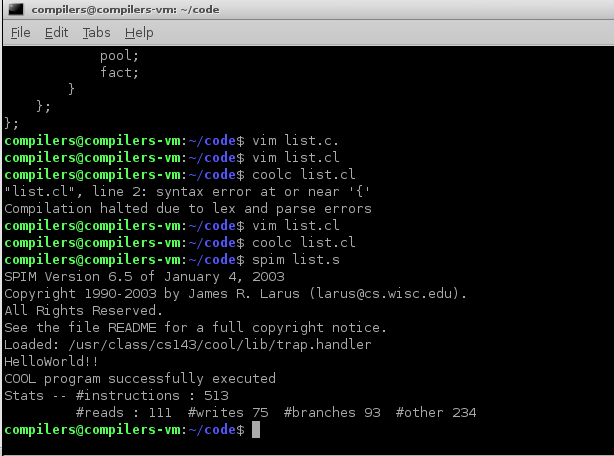 compilers@compilers-vm: ~/code
File Edit Tabs Help
            pool;
            fact;
        }
    };
};
compilers@compilers-vm:~/code$ vim list.c.
compilers@compilers-vm:~/code$ vim list.cl
compilers@compilers-vm:~/code$ coolc list.cl
"list.cl", line 2: syntax error at or near '{'
Compilation halted due to lex and parse errors
compilers@compilers-vm:~/code$ vim list.cl
compilers@compilers-vm:~/code$ coolc list.cl
compilers@compilers-vm:~/code$ spim list.s
SPIM Version 6.5 of January 4, 2003
Copyright 1990-2003 by James R. Larus (larus@cs.wisc.edu).
All Rights Reserved.
See the file README for a full copyright notice.
Loaded: /usr/class/cs143/cool/lib/trap.handler
HelloWorld!!
COOL program successfully executed
Stats -- #instructions : 513
         #reads : 111  #writes 75  #branches 93  #other 234
compilers@compilers-vm:~/code$